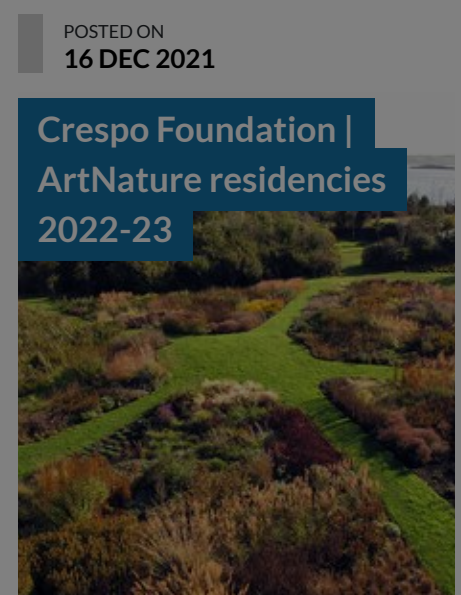 POSTED ON
16 DEC 2021
Crespo Foundation |
ArtNature residencies
2022-23